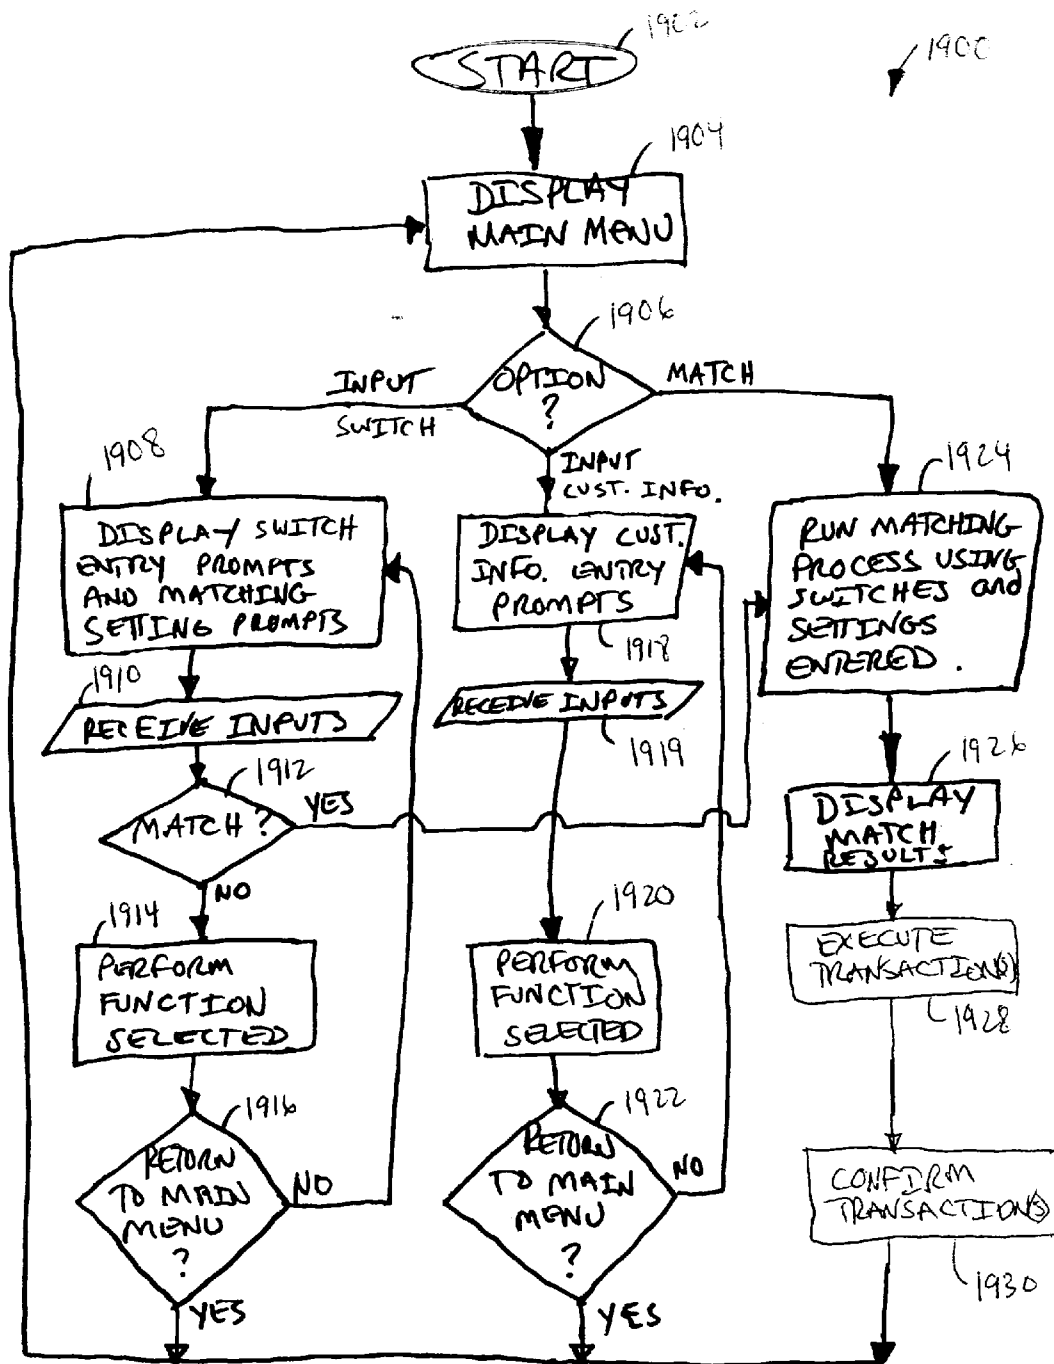 1902
START
1900
1904
DISPLAY
MAIN MENU
1906
OPTION
?
INPUT
SWITCH
MATCH
INPUT
CUST. INFO.
1908
DISPLAY SWITCH
ENTRY PROMPTS
AND MATCHING
SETTING PROMPTS
1910
RECEIVE INPUTS
1912
MATCH?
YES
NO
1914
PERFORM
FUNCTION
SELECTED
1916
RETURN
TO MAIN
MENU
?
NO
YES
DISPLAY CUST.
INFO. ENTRY
PROMPTS
1918
RECEIVE INPUTS
1919
1920
PERFORM
FUNCTION
SELECTED
1922
RETURN
TO MAIN
MENU
?
NO
YES
1924
RUN MATCHING
PROCESS USING
SWITCHES and
SETTINGS
ENTERED.
1926
DISPLAY
MATCH
RESULTS
EXECUTE
TRANSACTION(S)
1928
CONFIRM
TRANSACTION(S)
1930